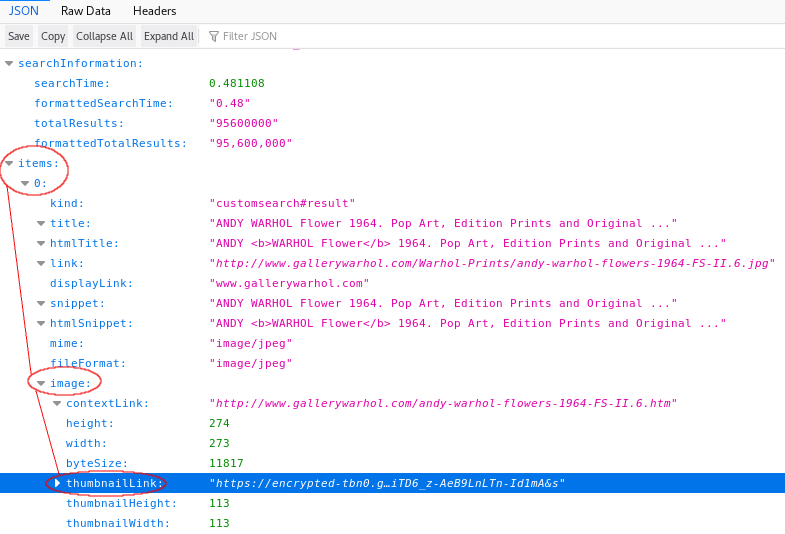 JSON Raw Data Headers
Save Copy Collapse All Expand All Filter JSON
searchInformation:
searchTime: 0.481108
formattedSearchTime: "0.48"
totalResults: "95600000"
formattedTotalResults: "95,600,000"
items:
0:
kind: "customsearch#result"
title: "ANDY WARHOL Flower 1964. Pop Art, Edition Prints and Original ..."
htmlTitle: "ANDY <b>WARHOL Flower</b> 1964. Pop Art, Edition Prints and Original ..."
link: "http://www.gallerywarhol.com/Warhol-Prints/andy-warhol-flowers-1964-FS-II.6.jpg"
displayLink: "www.gallerywarhol.com"
snippet: "ANDY WARHOL Flower 1964. Pop Art, Edition Prints and Original ..."
htmlSnippet: "ANDY <b>WARHOL Flower</b> 1964. Pop Art, Edition Prints and Original ..."
mime: "image/jpeg"
fileFormat: "image/jpeg"
image:
contextLink: "http://www.gallerywarhol.com/andy-warhol-flowers-1964-FS-II.6.htm"
height: 274
width: 273
byteSize: 11817
thumbnailLink: "https://encrypted-tbn0.g…iTD6_z-AeB9LnLTn-Id1mA&s"
thumbnailHeight: 113
thumbnailWidth: 113